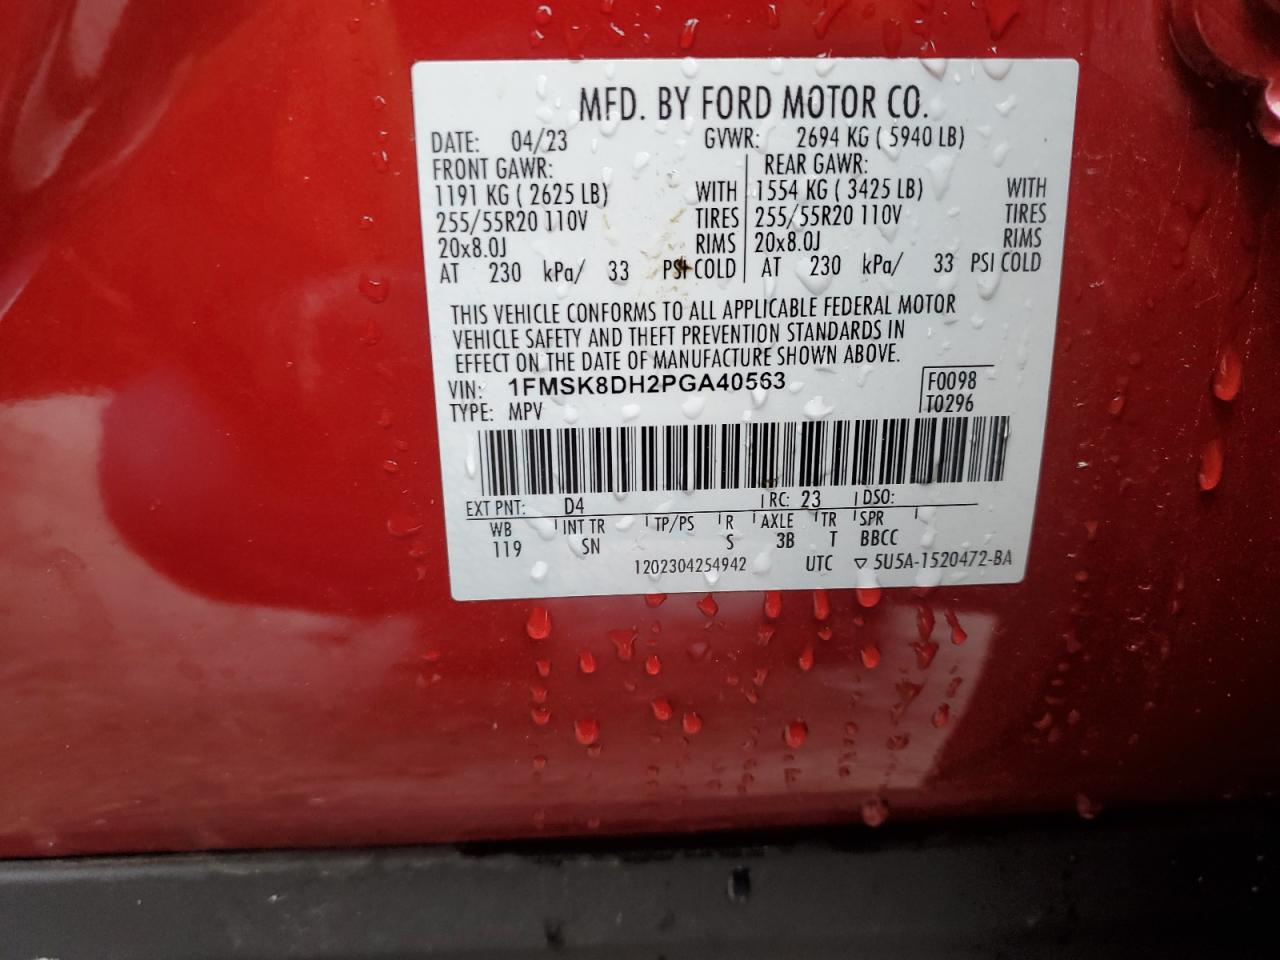 MFD. BY FORD MOTOR CO.
DATE: 04/23 GVWR: 2694 KG ( 5940 LB)
FRONT GAWR: REAR GAWR:
1191 KG ( 2625 LB) WITH 1554 KG ( 3425 LB) WITH
255/55R20 110V TIRES 255/55R20 110V TIRES
20x8.0J RIMS 20x8.0J RIMS
AT 230 kPa/ 33 PSI COLD AT 230 kPa/ 33 PSI COLD
THIS VEHICLE CONFORMS TO ALL APPLICABLE FEDERAL MOTOR
VEHICLE SAFETY AND THEFT PREVENTION STANDARDS IN
EFFECT ON THE DATE OF MANUFACTURE SHOWN ABOVE.
VIN: 1FMSK8DH2PGA40563 F0098
TYPE: MPV T0296
EXT PNT: D4 RC: 23 DSO:
WB INT TR TP/PS R AXLE TR SPR
119 SN S 3B T BBCC
1202304254942 UTC ▽ 5U5A-1520472-BA